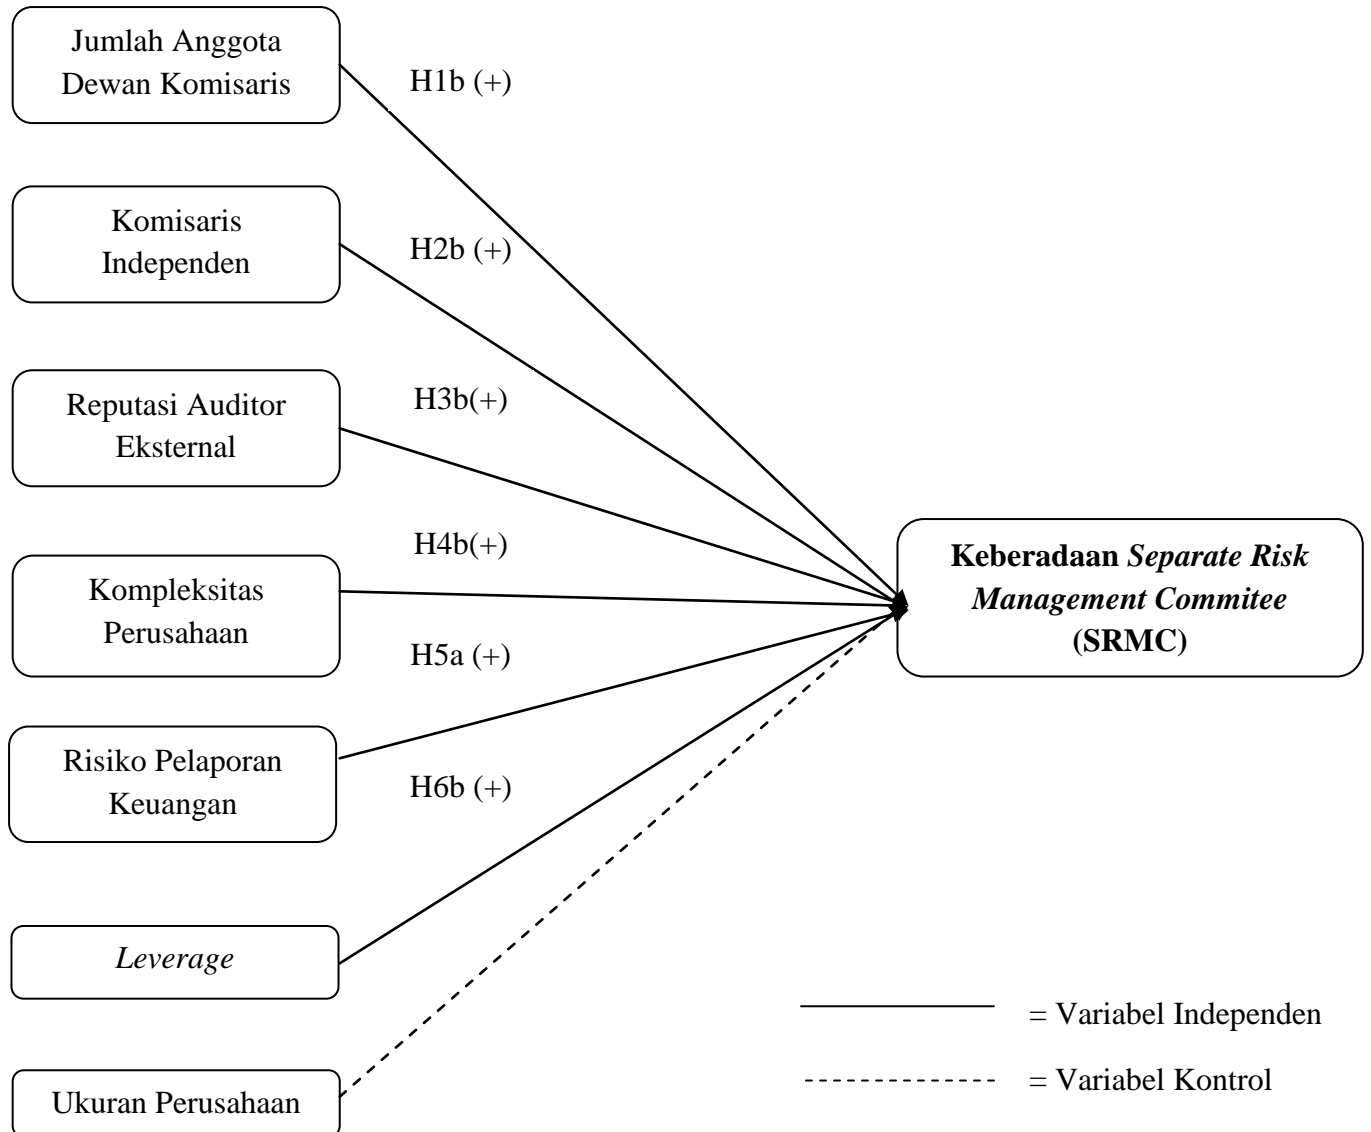 Jumlah Anggota
Dewan Komisaris
H1b (+)
Komisaris
Independen
H2b (+)
Reputasi Auditor
Eksternal
H3b(+)
H4b(+)
Kompleksitas
Perusahaan
Keberadaan Separate Risk
Management Commitee
(SRMC)
H5a (+)
Risiko Pelaporan
Keuangan
H6b (+)
Leverage
Ukuran Perusahaan
= Variabel Independen
= Variabel Kontrol